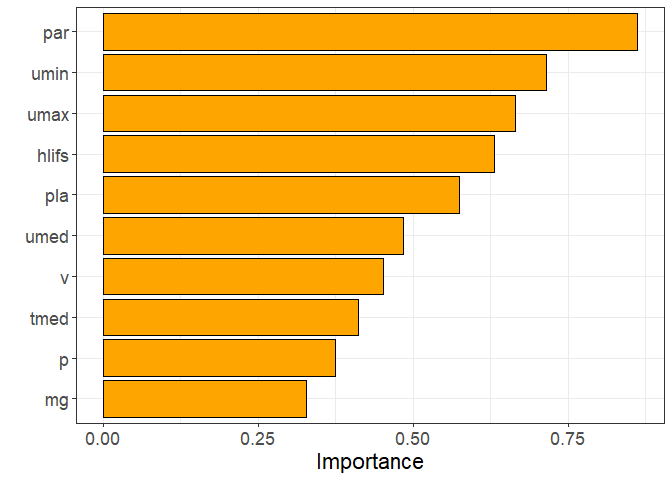 par
umin
umax
hlifs
pla
umed
v
tmed
p
mg
0.00 0.25 0.50 0.75
Importance